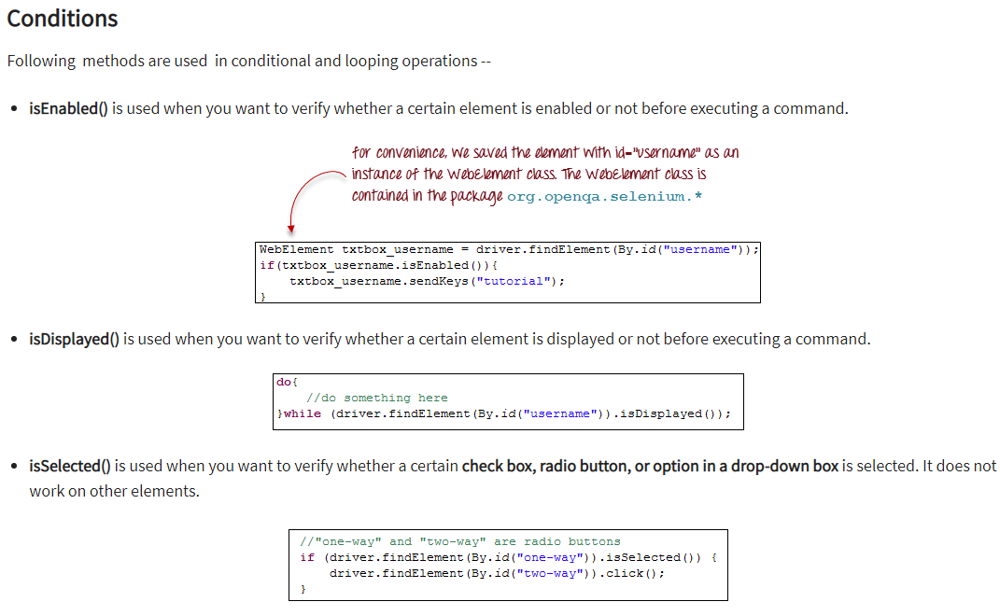 Conditions
Following methods are used in conditional and looping operations --
• isEnabled() is used when you want to verify whether a certain element is enabled or not before executing a command.
for convenience, we saved the element with id="username" as an
instance of the WebElement class. The WebElement class is
contained in the package org.openqa.selenium.*
WebElement txtbox_username = driver.findElement(By.id("username"));
if(txtbox_username.isEnabled()){
    txtbox_username.sendKeys("tutorial");
}
• isDisplayed() is used when you want to verify whether a certain element is displayed or not before executing a command.
do{
    //do something here
}while (driver.findElement(By.id("username")).isDisplayed());
• isSelected() is used when you want to verify whether a certain check box, radio button, or option in a drop-down box is selected. It does not
work on other elements.
//"one-way" and "two-way" are radio buttons
if (driver.findElement(By.id("one-way")).isSelected()) {
    driver.findElement(By.id("two-way")).click();
}